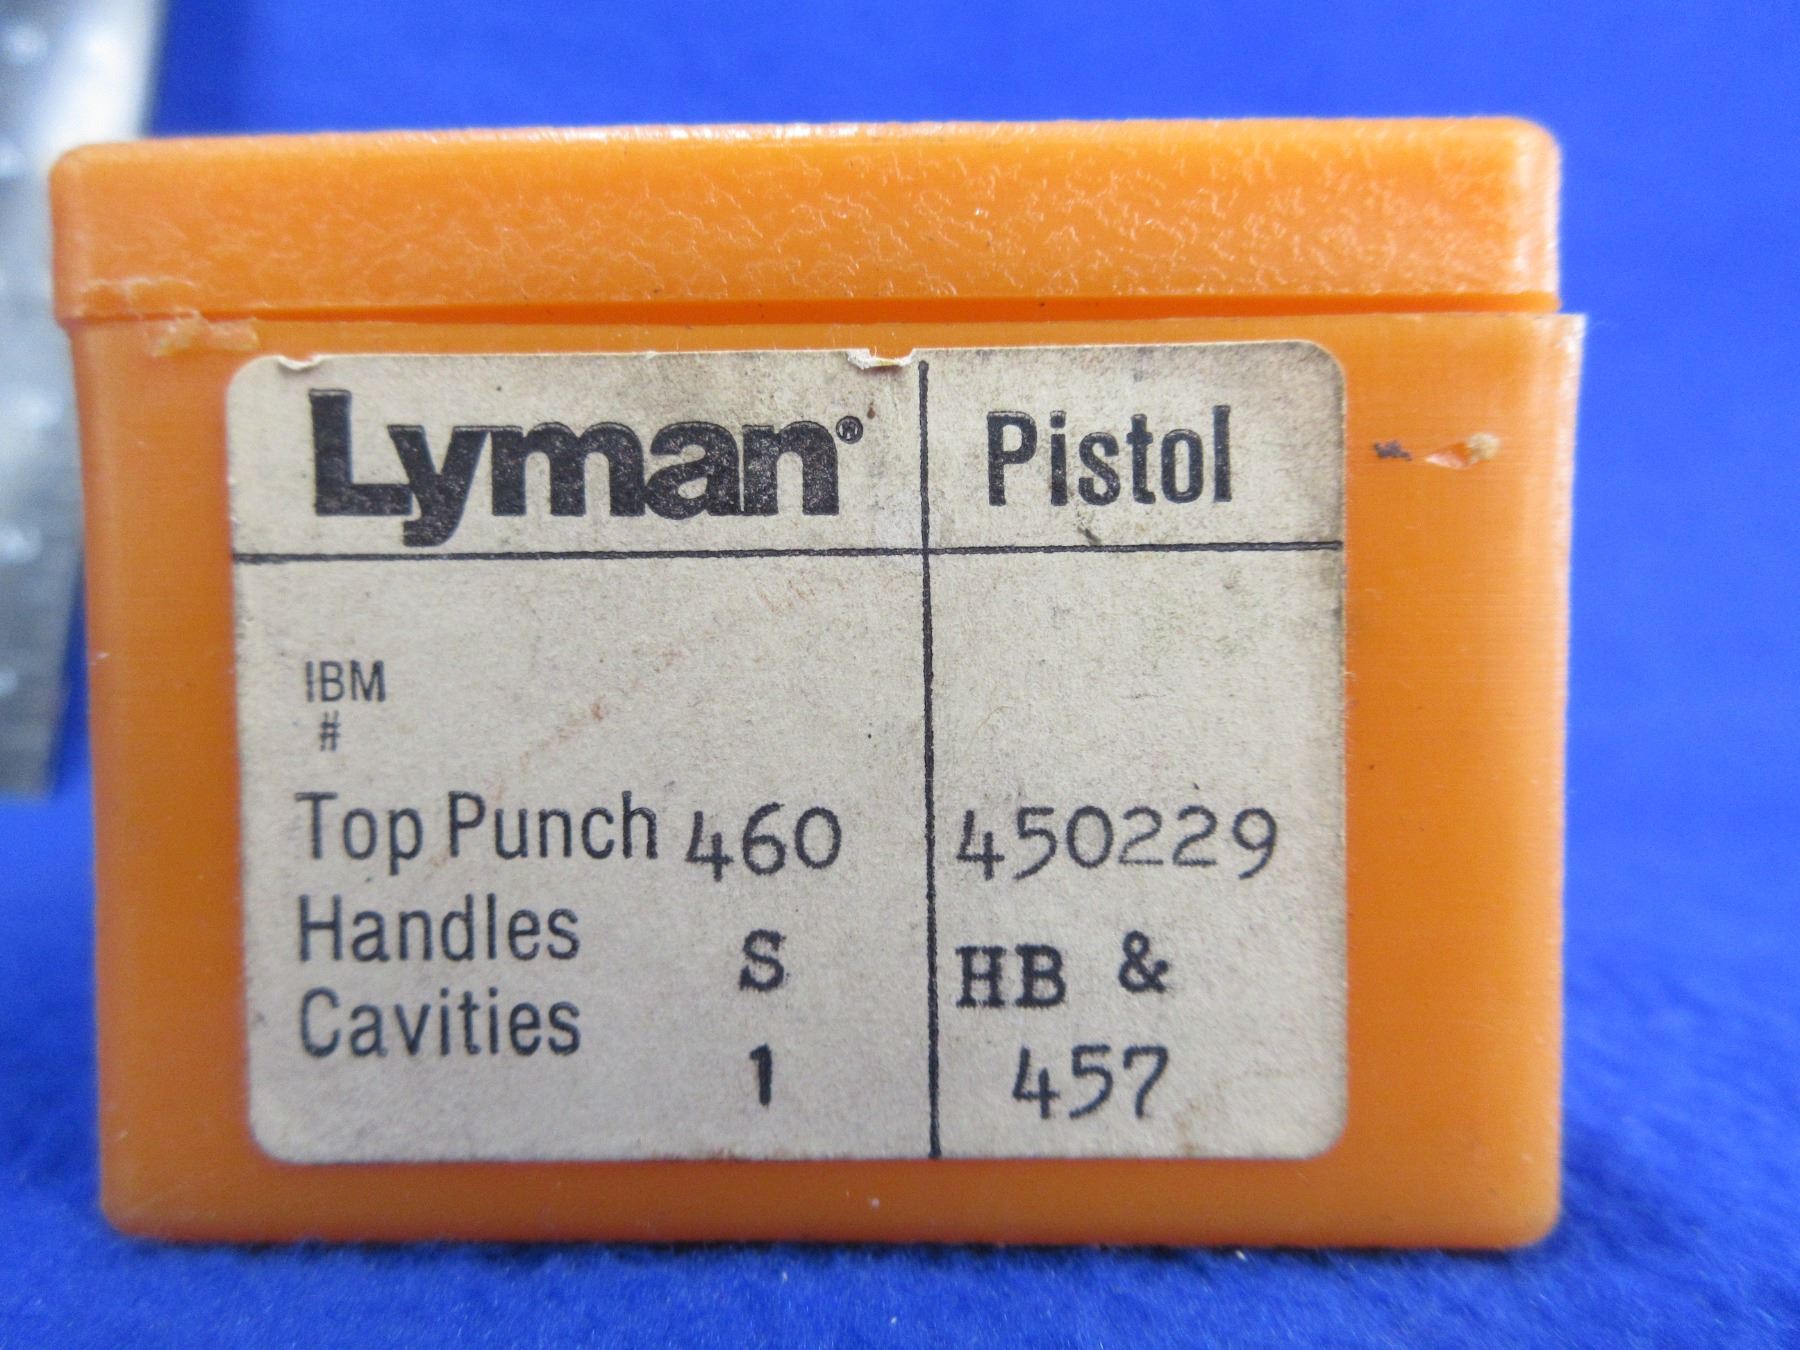 Lyman® Pistol
IBM
#
Top Punch 460 450229
Handles S HB &
Cavities 1 457